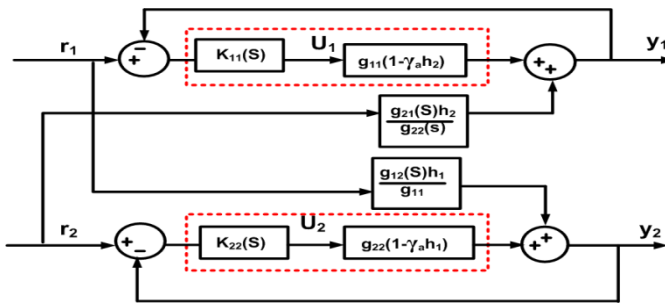 r₁
−
+
K₁₁(S)
U₁
g₁₁(1-γₐh₂)
+
+
y₁
g₂₁(S)h₂
g₂₂(s)
g₁₂(S)h₁
g₁₁
r₂
+
−
K₂₂(S)
U₂
g₂₂(1-γₐh₁)
+
+
y₂